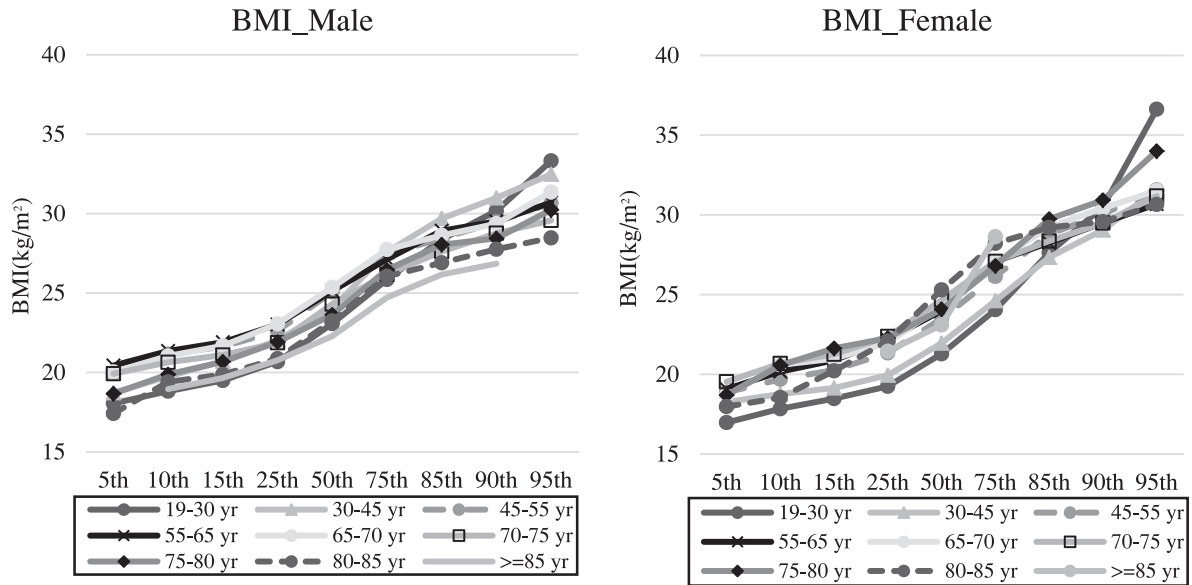 BMI_Male
BMI(kg/m²)
40
35
30
25
20
15
5th 10th 15th 25th 50th 75th 85th 90th 95th
19-30 yr 30-45 yr 45-55 yr
55-65 yr 65-70 yr 70-75 yr
75-80 yr 80-85 yr >=85 yr
BMI_Female
BMI(kg/m²)
40
35
30
25
20
15
5th 10th 15th 25th 50th 75th 85th 90th 95th
19-30 yr 30-45 yr 45-55 yr
55-65 yr 65-70 yr 70-75 yr
75-80 yr 80-85 yr >=85 yr